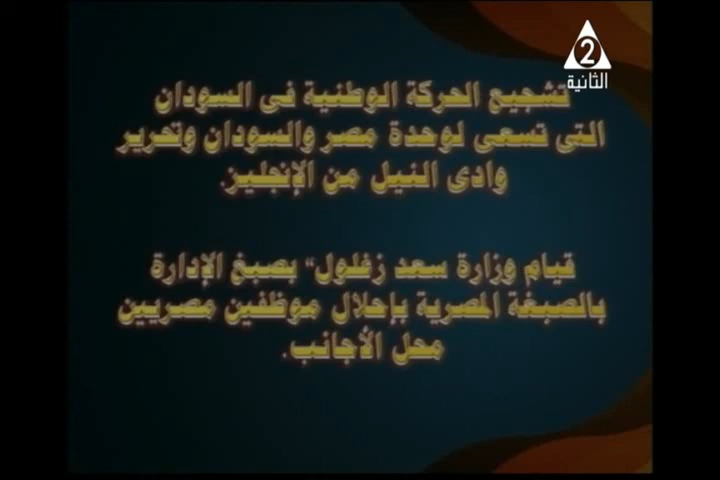 2
الثانية
تشجيع الحركة الوطنية فى السودان
التى تسعى لوحدة مصر والسودان وتحرير
وادى النيل من الإنجليز.
قيام وزارة سعد زغلول" بصبغ الإدارة
بالصبغة المصرية بإحلال موظفين مصريين
محل الأجانب.